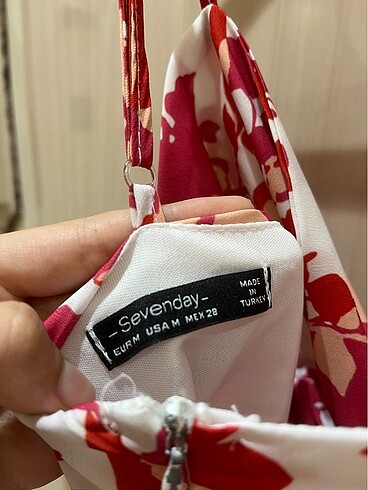 -Sevenday-
EUR M USA M MEX 28
MADE
IN
TURKEY